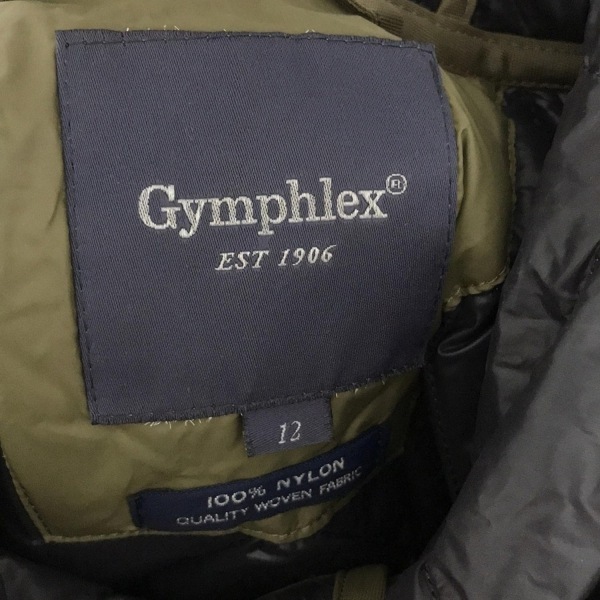 Gymphlex®
EST 1906
12
100% NYLON
QUALITY WOVEN FABRIC